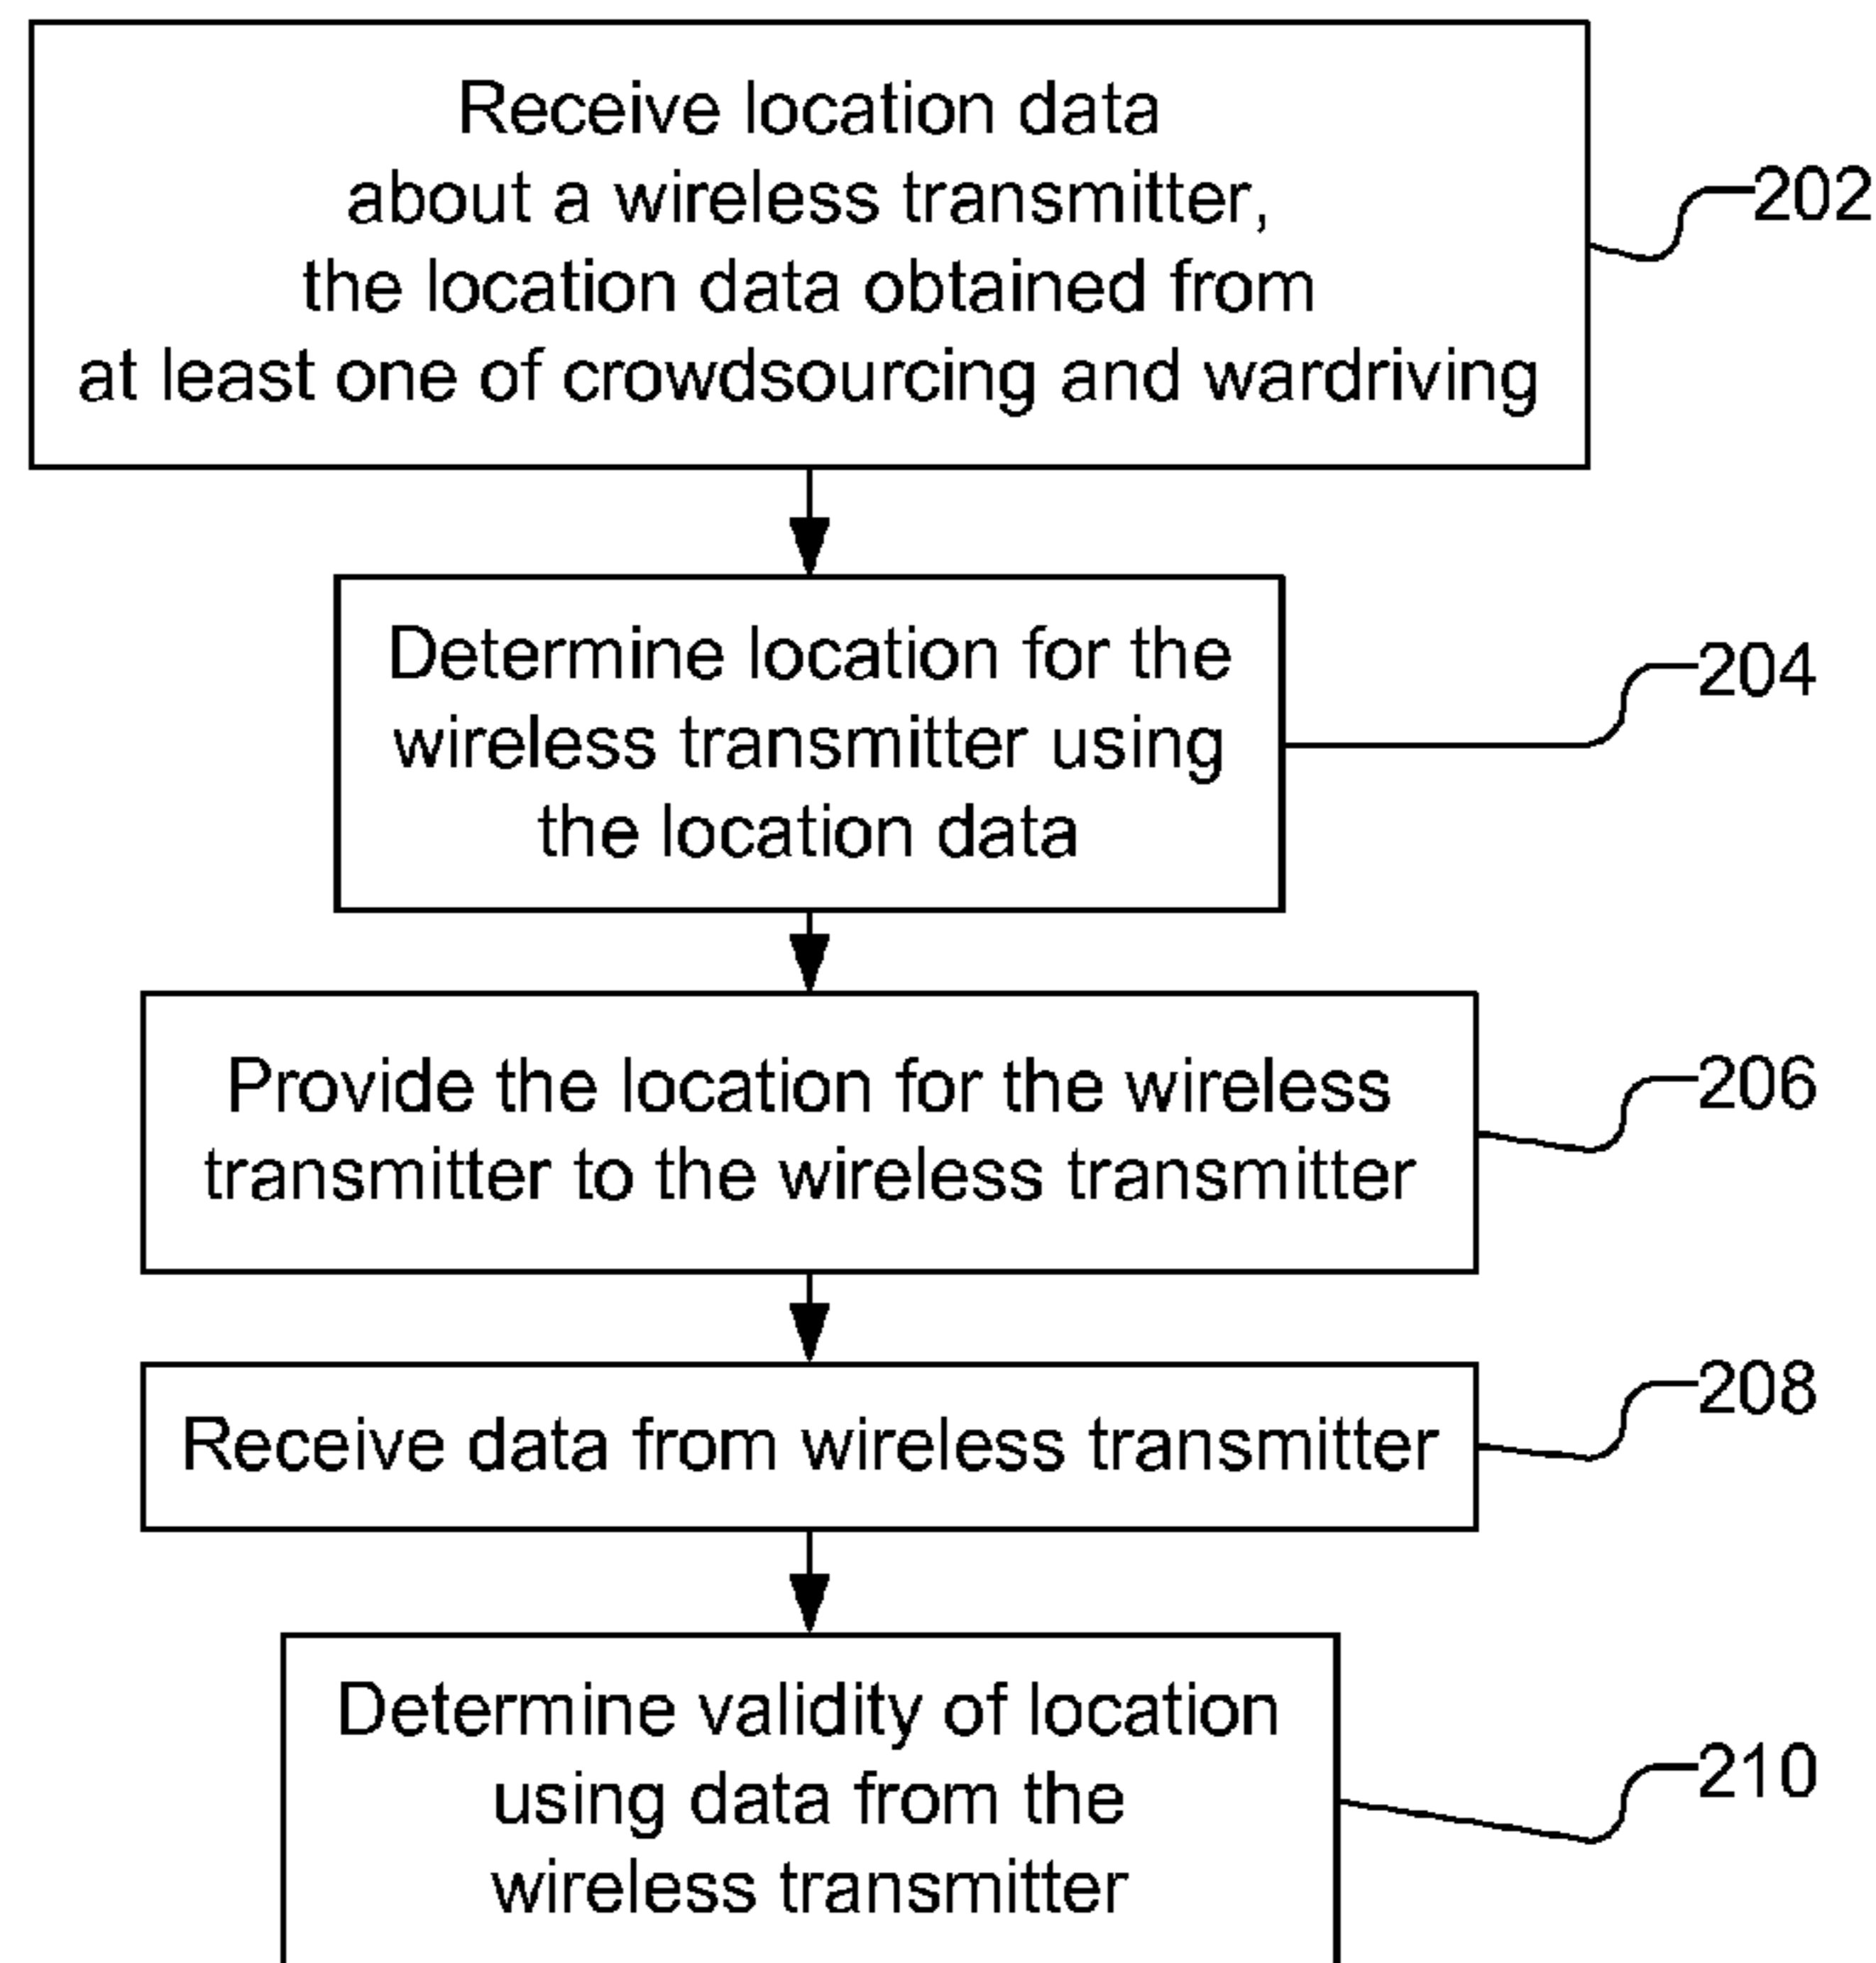 Receive location data
about a wireless transmitter,
the location data obtained from
at least one of crowdsourcing and wardriving
202
Determine location for the
wireless transmitter using
the location data
204
Provide the location for the wireless
transmitter to the wireless transmitter
206
Receive data from wireless transmitter
208
Determine validity of location
using data from the
wireless transmitter
210